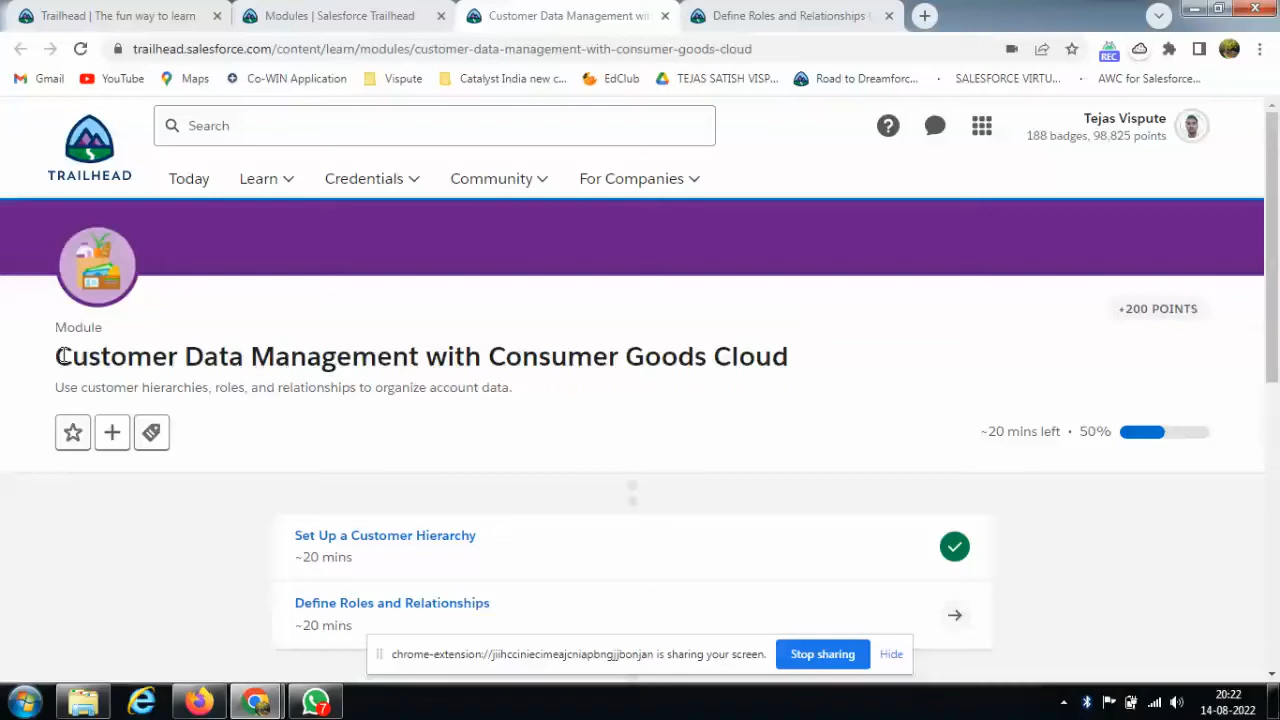 Trailhead | The fun way to learn
Modules | Salesforce Trailhead
Customer Data Management wi
Define Roles and Relationships
trailhead.salesforce.com/content/learn/modules/customer-data-management-with-consumer-goods-cloud
REC
Gmail
YouTube
Maps
Co-WIN Application
Vispute
Catalyst India new c...
EdClub
TEJAS SATISH VISP...
Road to Dreamforc...
SALESFORCE VIRTU...
AWC for Salesforce...
TRAILHEAD
Search
Tejas Vispute
188 badges, 98,825 points
Today
Learn
Credentials
Community
For Companies
+200 POINTS
Module
Customer Data Management with Consumer Goods Cloud
Use customer hierarchies, roles, and relationships to organize account data.
~20 mins left • 50%
Set Up a Customer Hierarchy
~20 mins
Define Roles and Relationships
~20 mins
chrome-extension://jiihcciniecimeajcniapbngjjbonjan is sharing your screen.
Stop sharing
Hide
7
20:22
14-08-2022